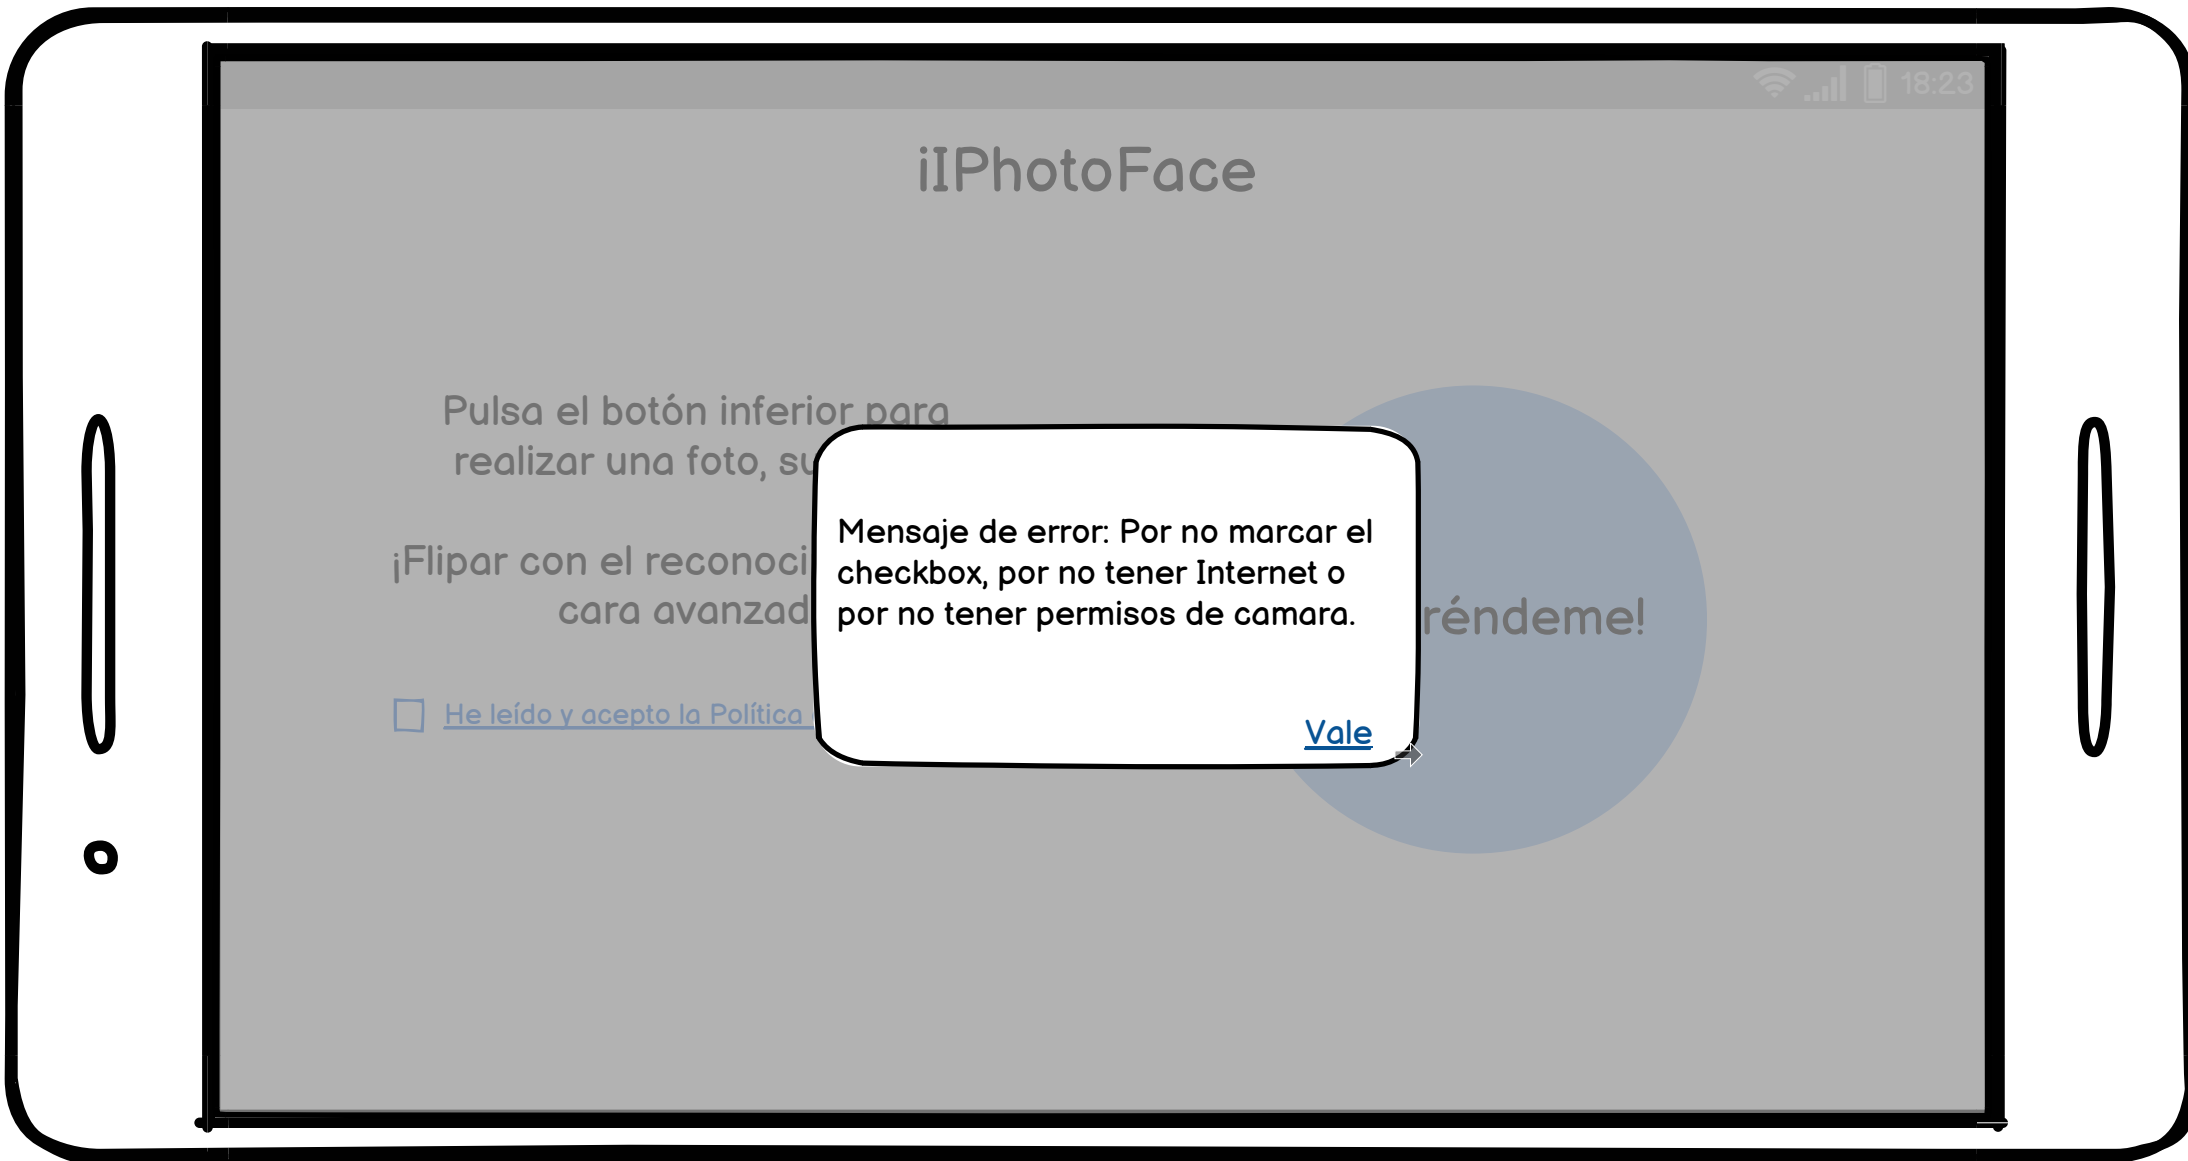 18:23
iIPhotoFace
Pulsa el botón inferior para
realizar una foto, su
¡Flipar con el reconoci
cara avanzad
réndeme!
He leído y acepto la Política
Mensaje de error: Por no marcar el
checkbox, por no tener Internet o
por no tener permisos de camara.
Vale